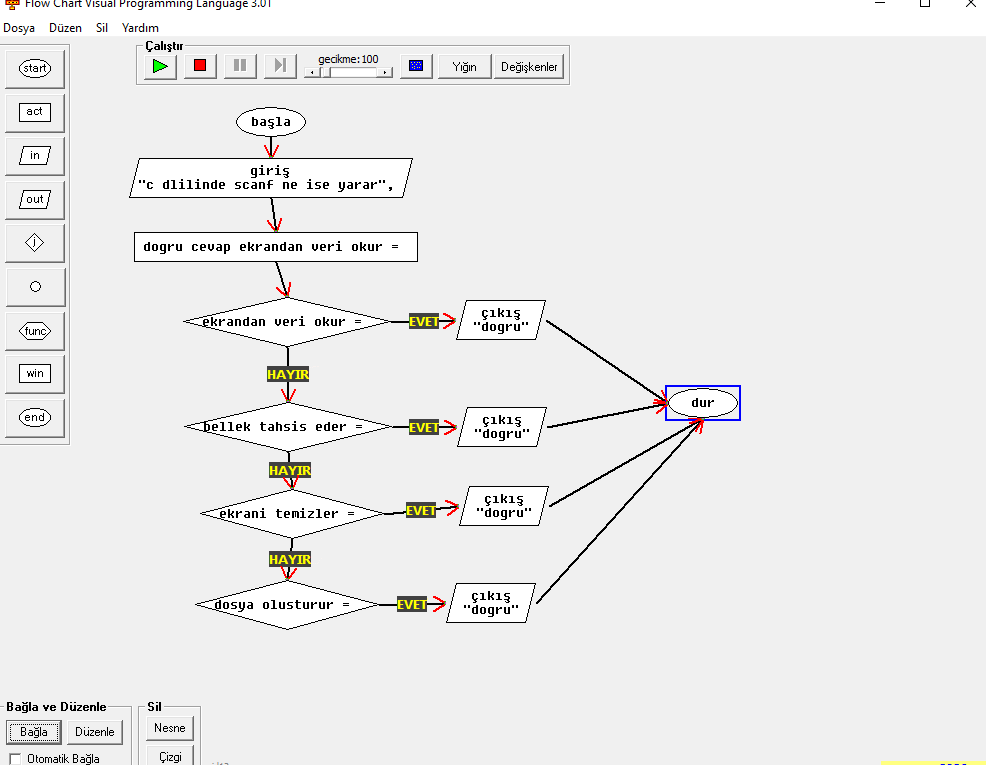 Flow Chart Visual Programming Language 3.01
Dosya Düzen Sil Yardım
Çalıştır
gecikme:100
Yığın
Değişkenler
start
act
in
out
j
func
win
end
başla
giriş
"c dlilinde scanf ne ise yarar",
dogru cevap ekrandan veri okur =
ekrandan veri okur =
EVET
çıkış
"dogru"
HAYIR
dur
bellek tahsis eder =
EVET
çıkış
"dogru"
HAYIR
ekrani temizler =
EVET
çıkış
"dogru"
HAYIR
dosya olusturur =
EVET
çıkış
"dogru"
Bağla ve Düzenle
Bağla
Düzenle
Otomatik Bağla
Sil
Nesne
Çizgi